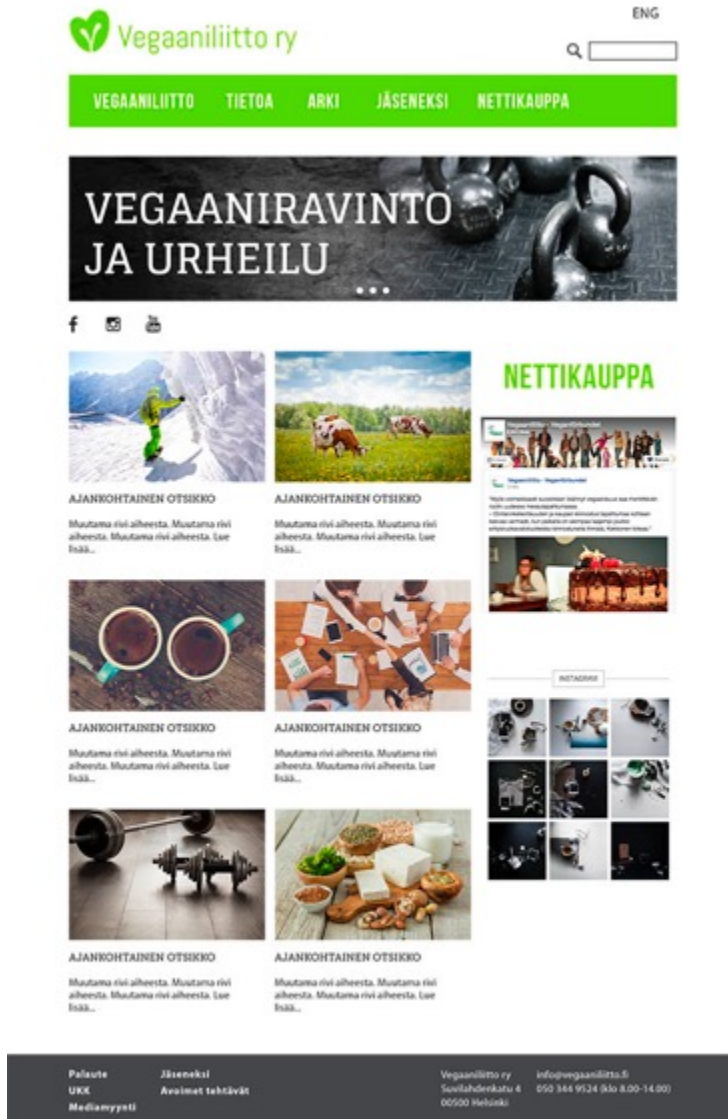 Vegaaniliitto ry
ENG
VEGAANILIITTO TIETOA ARKI JÄSENEKSI NETTIKAUPPA
VEGAANIRAVINTO
JA URHEILU
f
You
NETTIKAUPPA
Vegaaniliitto - Veganförbundet
Vegaaniliitto - Veganförbundet
AJANKOHTAINEN OTSIKKO
Muutama rivi aiheesta. Muutama rivi
aiheesta. Muutama rivi aiheesta. Lue
lisää...
AJANKOHTAINEN OTSIKKO
Muutama rivi aiheesta. Muutama rivi
aiheesta. Muutama rivi aiheesta. Lue
lisää...
AJANKOHTAINEN OTSIKKO
Muutama rivi aiheesta. Muutama rivi
aiheesta. Muutama rivi aiheesta. Lue
lisää...
AJANKOHTAINEN OTSIKKO
Muutama rivi aiheesta. Muutama rivi
aiheesta. Muutama rivi aiheesta. Lue
lisää...
INSTAGRAM
AJANKOHTAINEN OTSIKKO
Muutama rivi aiheesta. Muutama rivi
aiheesta. Muutama rivi aiheesta. Lue
lisää...
AJANKOHTAINEN OTSIKKO
Muutama rivi aiheesta. Muutama rivi
aiheesta. Muutama rivi aiheesta. Lue
lisää...
Palaute
UKK
Mediamyynti
Jäseneksi
Avoimet tehtävät
Vegaaniliitto ry
Suvilahdenkatu 4
00500 Helsinki
info@vegaaniliitto.fi
050 344 9524 (klo 8.00-14.00)